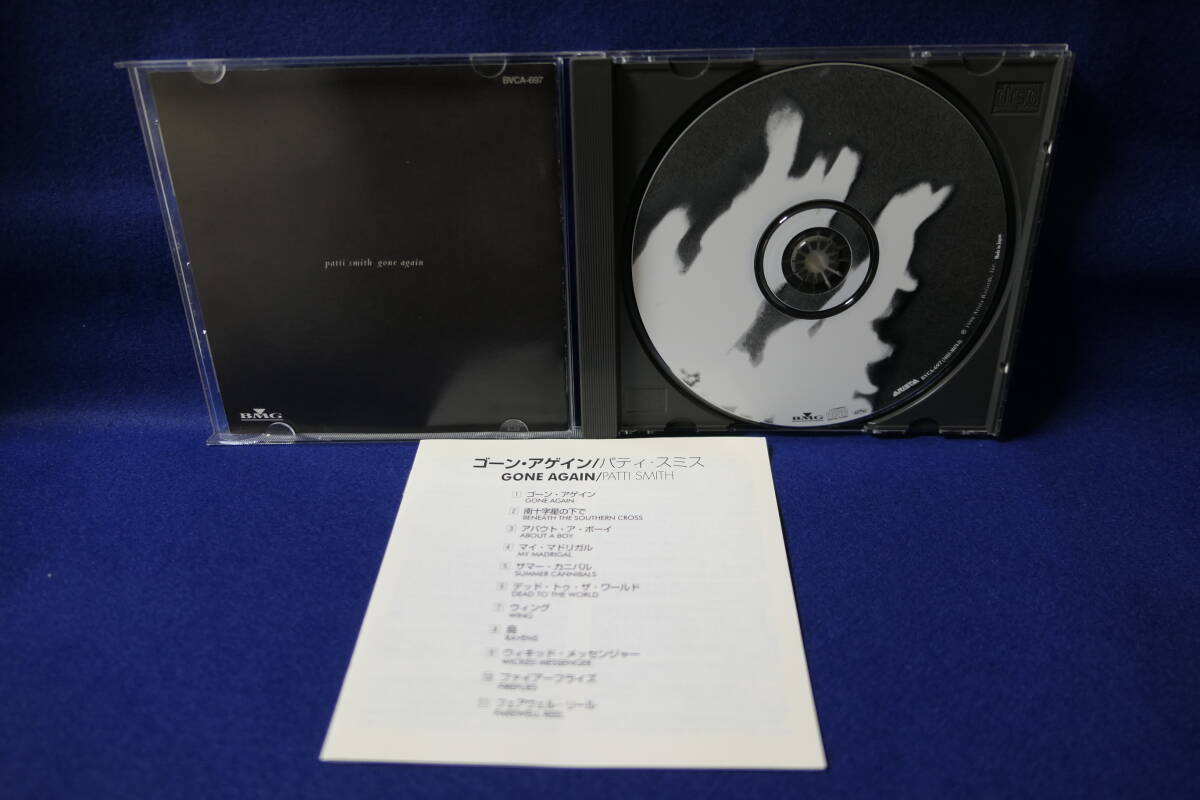 BVCA-697
patti smith gone again
BMG
disc
Made in Japan
ARISTA BVCA-697
BMG
ゴーン・アゲイン/パティ・スミス
GONE AGAIN/PATTI SMITH
1 ゴーン・アゲイン
GONE AGAIN
2 南十字星の下で
BENEATH THE SOUTHERN CROSS
3 アバウト・ア・ボーイ
ABOUT A BOY
4 マイ・マドリガル
MY MADRIGAL
5 サマー・カニバル
SUMMER CANNIBALS
6 デッド・トゥ・ザ・ワールド
DEAD TO THE WORLD
7 ウィング
WING
8
RAVENS
9 ウィキッド・メッセンジャー
WICKED MESSENGER
10 ファイアーフライズ
FIREFLIES
11 フェアウェル・リール
FAREWELL REEL